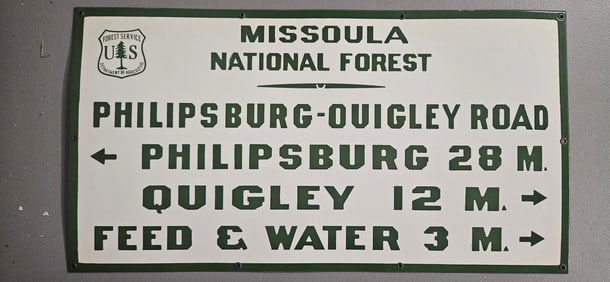 FOREST SERVICE
U S
DEPARTMENT OF AGRICULTURE
MISSOULA
NATIONAL FOREST
PHILIPSBURG-QUIGLEY ROAD
← PHILIPSBURG 28 M.
QUIGLEY 12 M. →
FEED & WATER 3 M. →